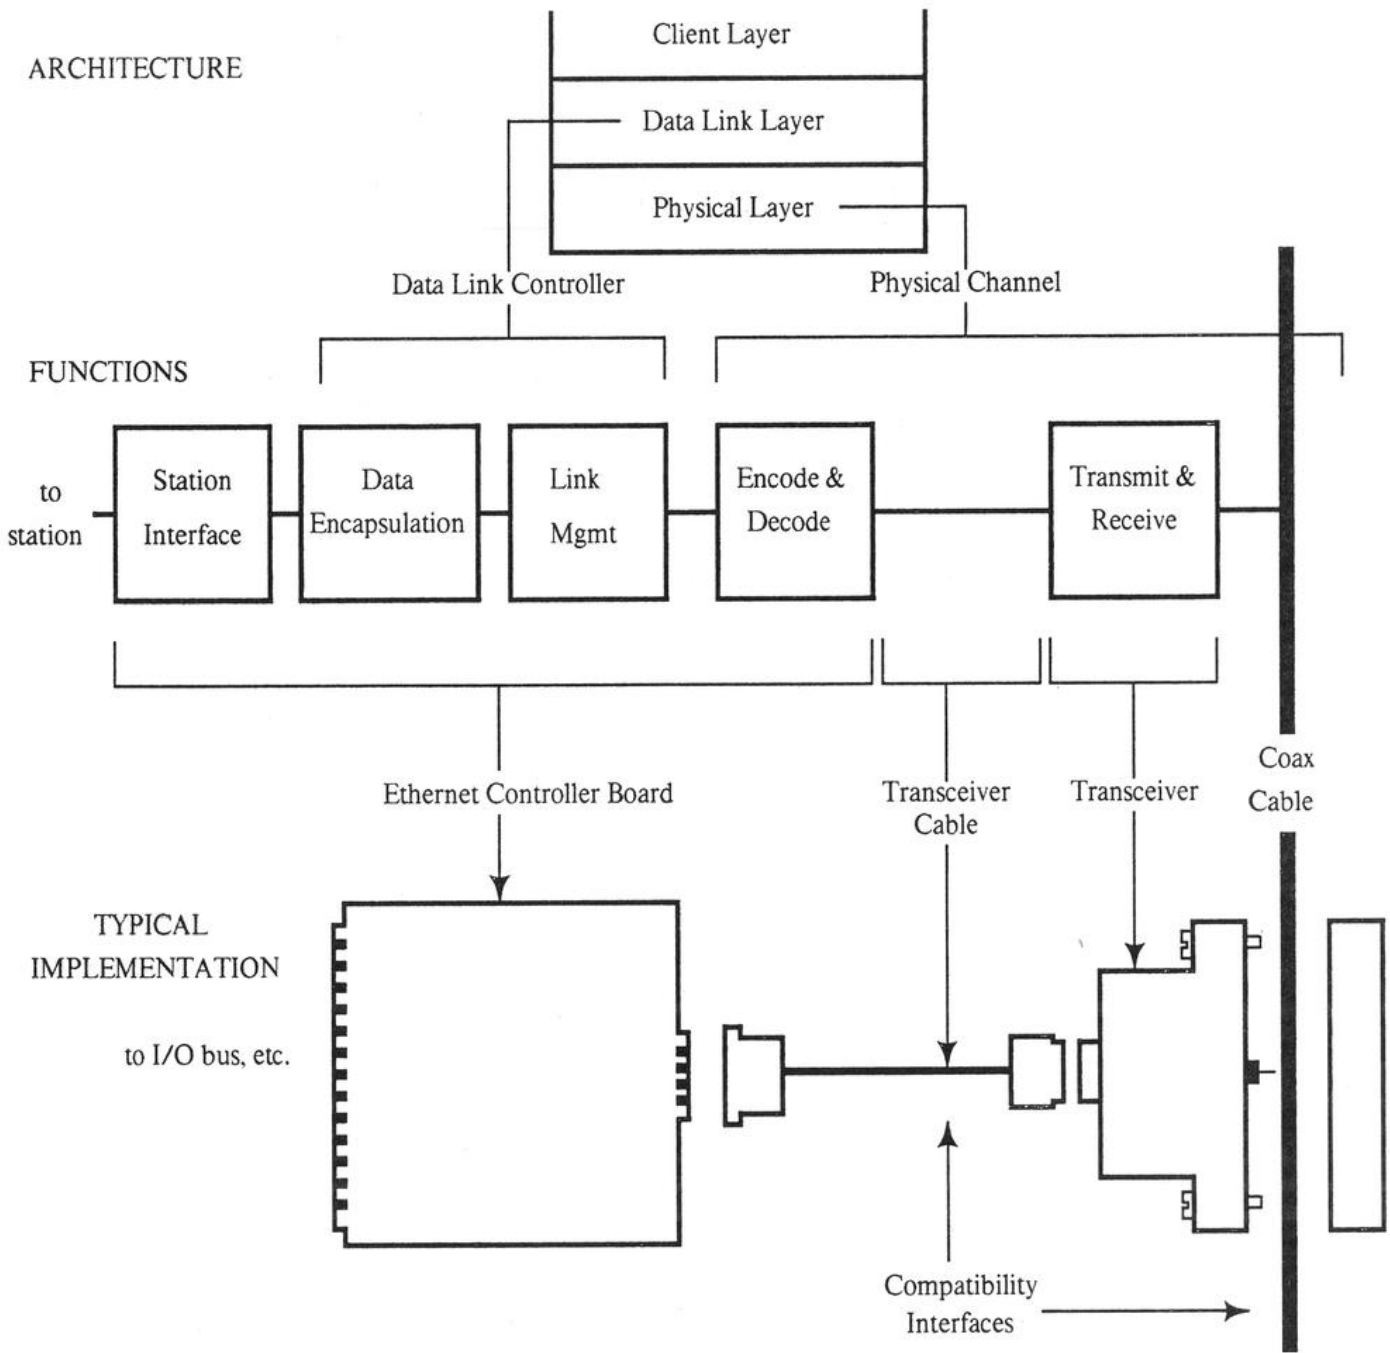 ARCHITECTURE
Client Layer
Data Link Layer
Physical Layer
Data Link Controller
Physical Channel
FUNCTIONS
to
station
Station
Interface
Data
Encapsulation
Link
Mgmt
Encode &
Decode
Transmit &
Receive
Ethernet Controller Board
Transceiver
Cable
Transceiver
Coax
Cable
TYPICAL
IMPLEMENTATION
to I/O bus, etc.
Compatibility
Interfaces